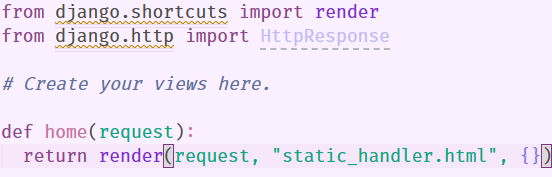 from django.shortcuts import render
from django.http import HttpResponse
# Create your views here.
def home(request):
return render(request, "static_handler.html", {})